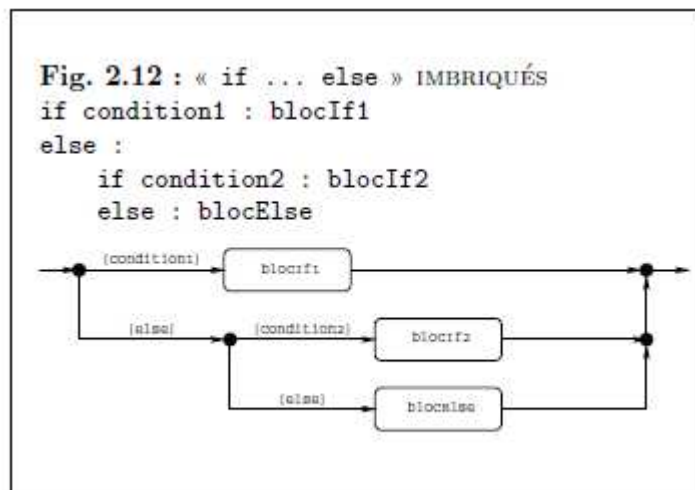 Fig. 2.12 : « if ... else » IMBRIQUÉS
if condition1 : blocIf1
else :
if condition2 : blocIf2
else : blocElse
[condition1]
blocIf1
[else]
[condition2]
blocIf2
[else]
blocElse